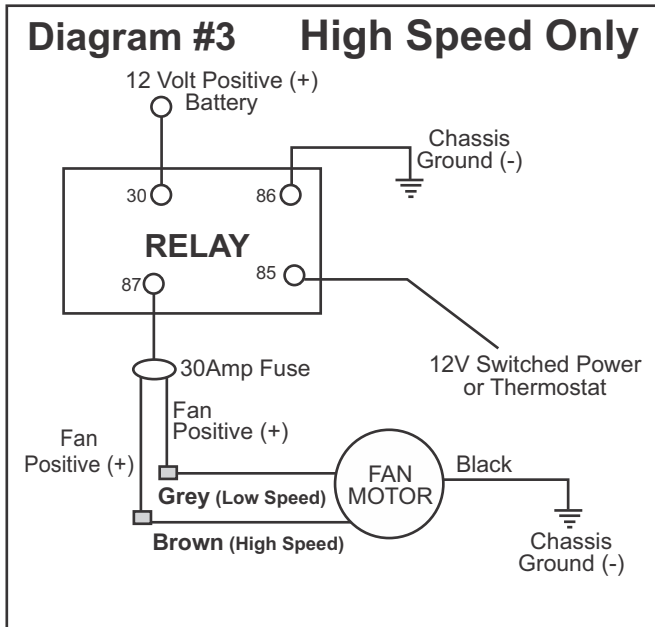 Diagram #3 High Speed Only
12 Volt Positive (+)
Battery
Chassis
Ground (-)
30
86
RELAY
87
85
30Amp Fuse
12V Switched Power
or Thermostat
Fan
Positive (+)
Fan
Positive (+)
Grey (Low Speed)
FAN
MOTOR
Black
Brown (High Speed)
Chassis
Ground (-)